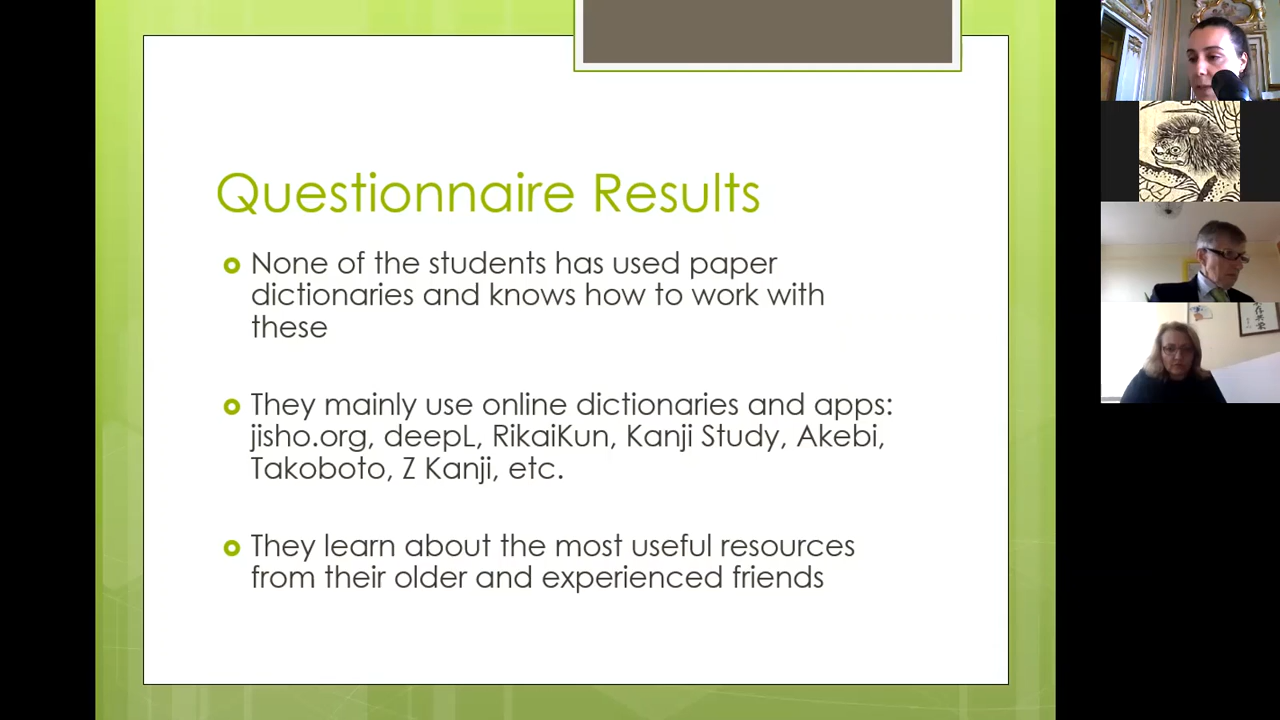 Questionnaire Results
None of the students has used paper
dictionaries and knows how to work with
these
They mainly use online dictionaries and apps:
jisho.org, deepL, RikaiKun, Kanji Study, Akebi,
Takoboto, Z Kanji, etc.
They learn about the most useful resources
from their older and experienced friends